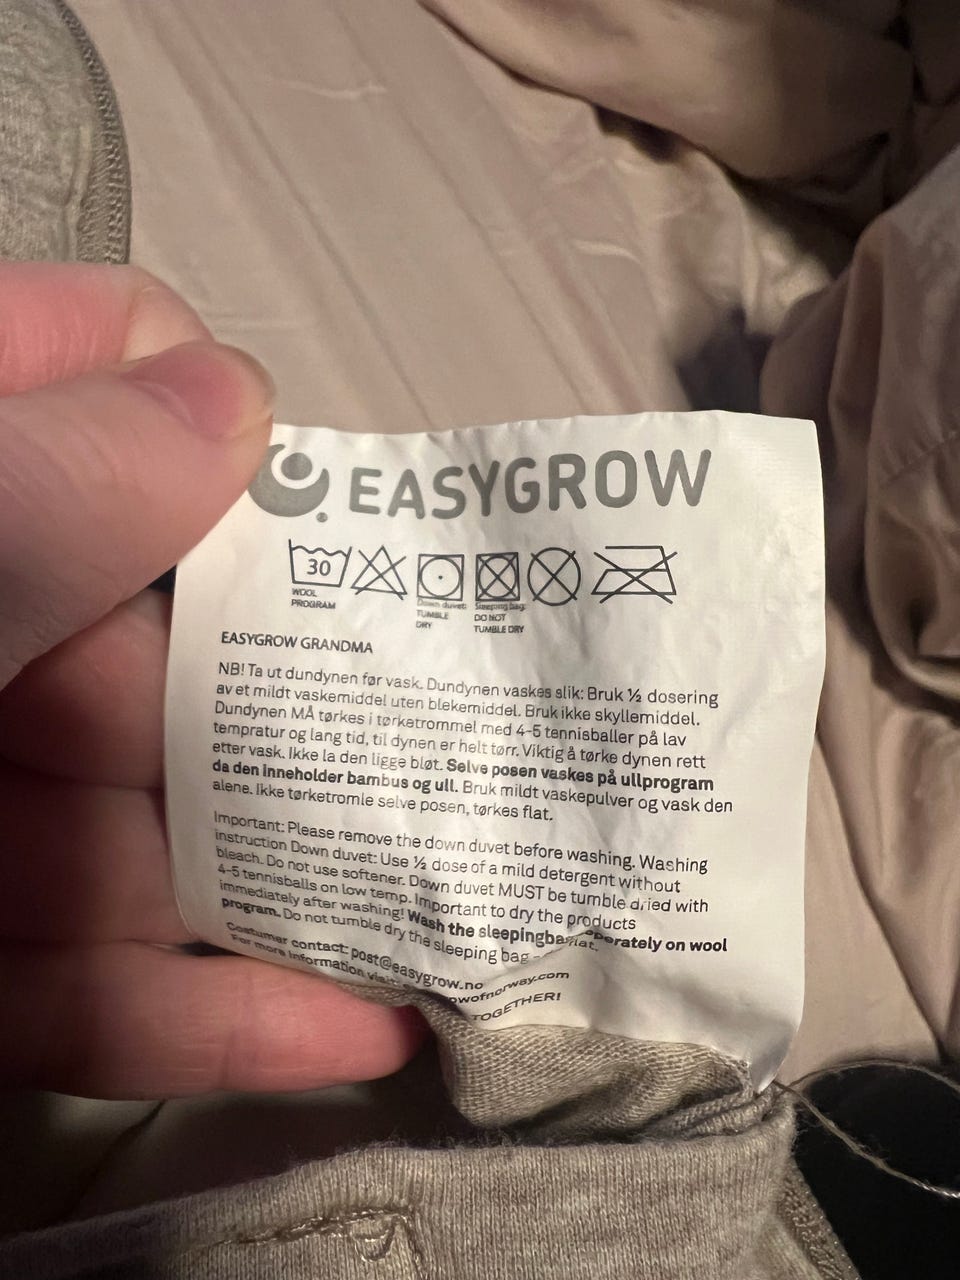 EASYGROW
30
WOOL
PROGRAM
Down duvet:
TUMBLE
DRY
Sleeping bag:
DO NOT
TUMBLE DRY
EASYGROW GRANDMA
NB! Ta ut dundynen før vask. Dundynen vaskes slik: Bruk ½ dosering
av et mildt vaskemiddel uten blekemiddel. Bruk ikke skyllemiddel.
Dundynen MÅ tørkes i tørketrommel med 4-5 tennisballer på lav
tempratur og lang tid, til dynen er helt tørr. Viktig å tørke dynen rett
etter vask. Ikke la den ligge bløt. Selve posen vaskes på ullprogram
da den inneholder bambus og ull. Bruk mildt vaskepulver og vask den
alene. Ikke tørketromle selve posen, tørkes flat.
Important: Please remove the down duvet before washing. Washing
instruction Down duvet: Use ½ dose of a mild detergent without
bleach. Do not use softener. Down duvet MUST be tumble dried with
4-5 tennisballs on low temp. Important to dry the products
immediately after washing! Wash the sleepingbag seperately on wool
program. Do not tumble dry the sleeping bag - flat.
Costumer contact: post@easygrow.no
For more information visit:
TOGETHER!